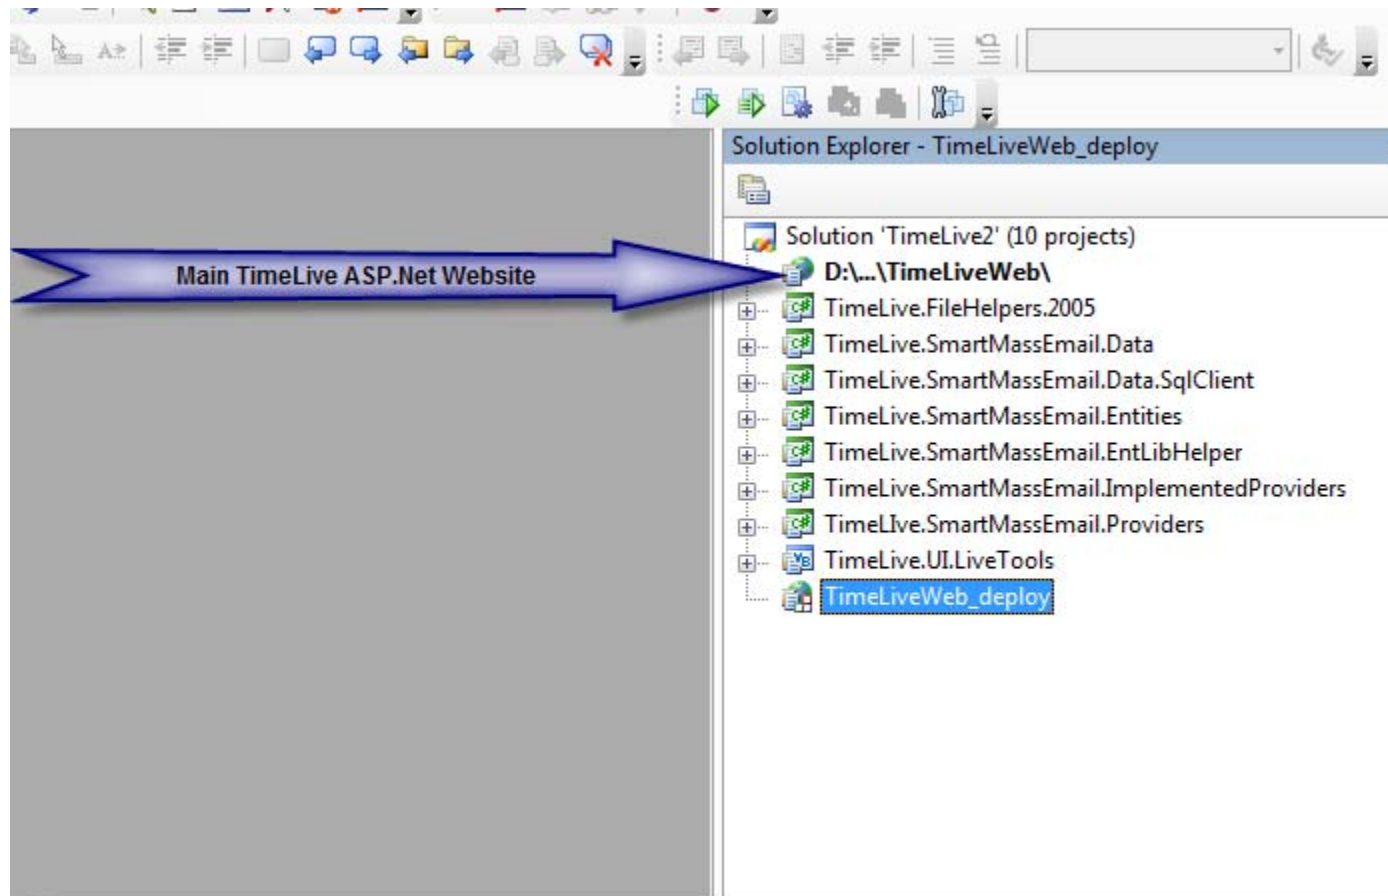 Solution Explorer - TimeLiveWeb_deploy
Solution 'TimeLive2' (10 projects)
Main TimeLive ASP.Net Website
D:\...\TimeLiveWeb\
TimeLive.FileHelpers.2005
TimeLive.SmartMassEmail.Data
TimeLive.SmartMassEmail.Data.SqlClient
TimeLive.SmartMassEmail.Entities
TimeLive.SmartMassEmail.EntLibHelper
TimeLive.SmartMassEmail.ImplementedProviders
TimeLIve.SmartMassEmail.Providers
TimeLive.UI.LiveTools
TimeLiveWeb_deploy